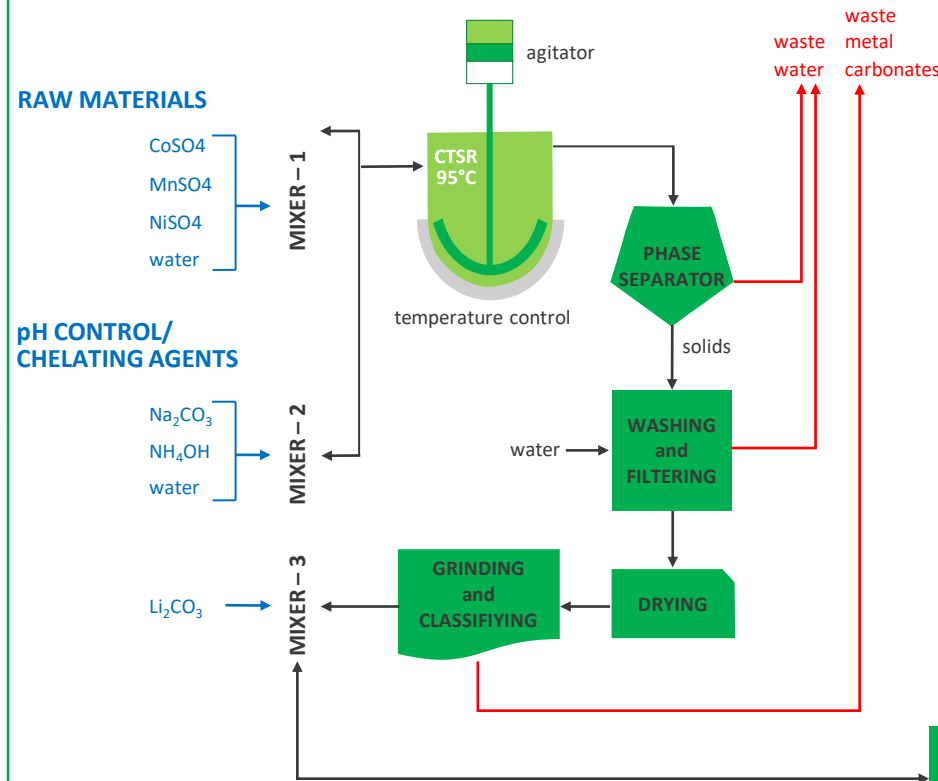 waste
waste metal
water carbonates
agitator
RAW MATERIALS
CoSO4
MnSO4
NiSO4
water
MIXER – 1
CTSR
95°C
temperature control
PHASE
SEPARATOR
solids
pH CONTROL/
CHELATING AGENTS
Na₂CO₃
NH₄OH
water
MIXER – 2
water
WASHING
and
FILTERING
Li₂CO₃
MIXER – 3
GRINDING
and
CLASSIFIYING
DRYING